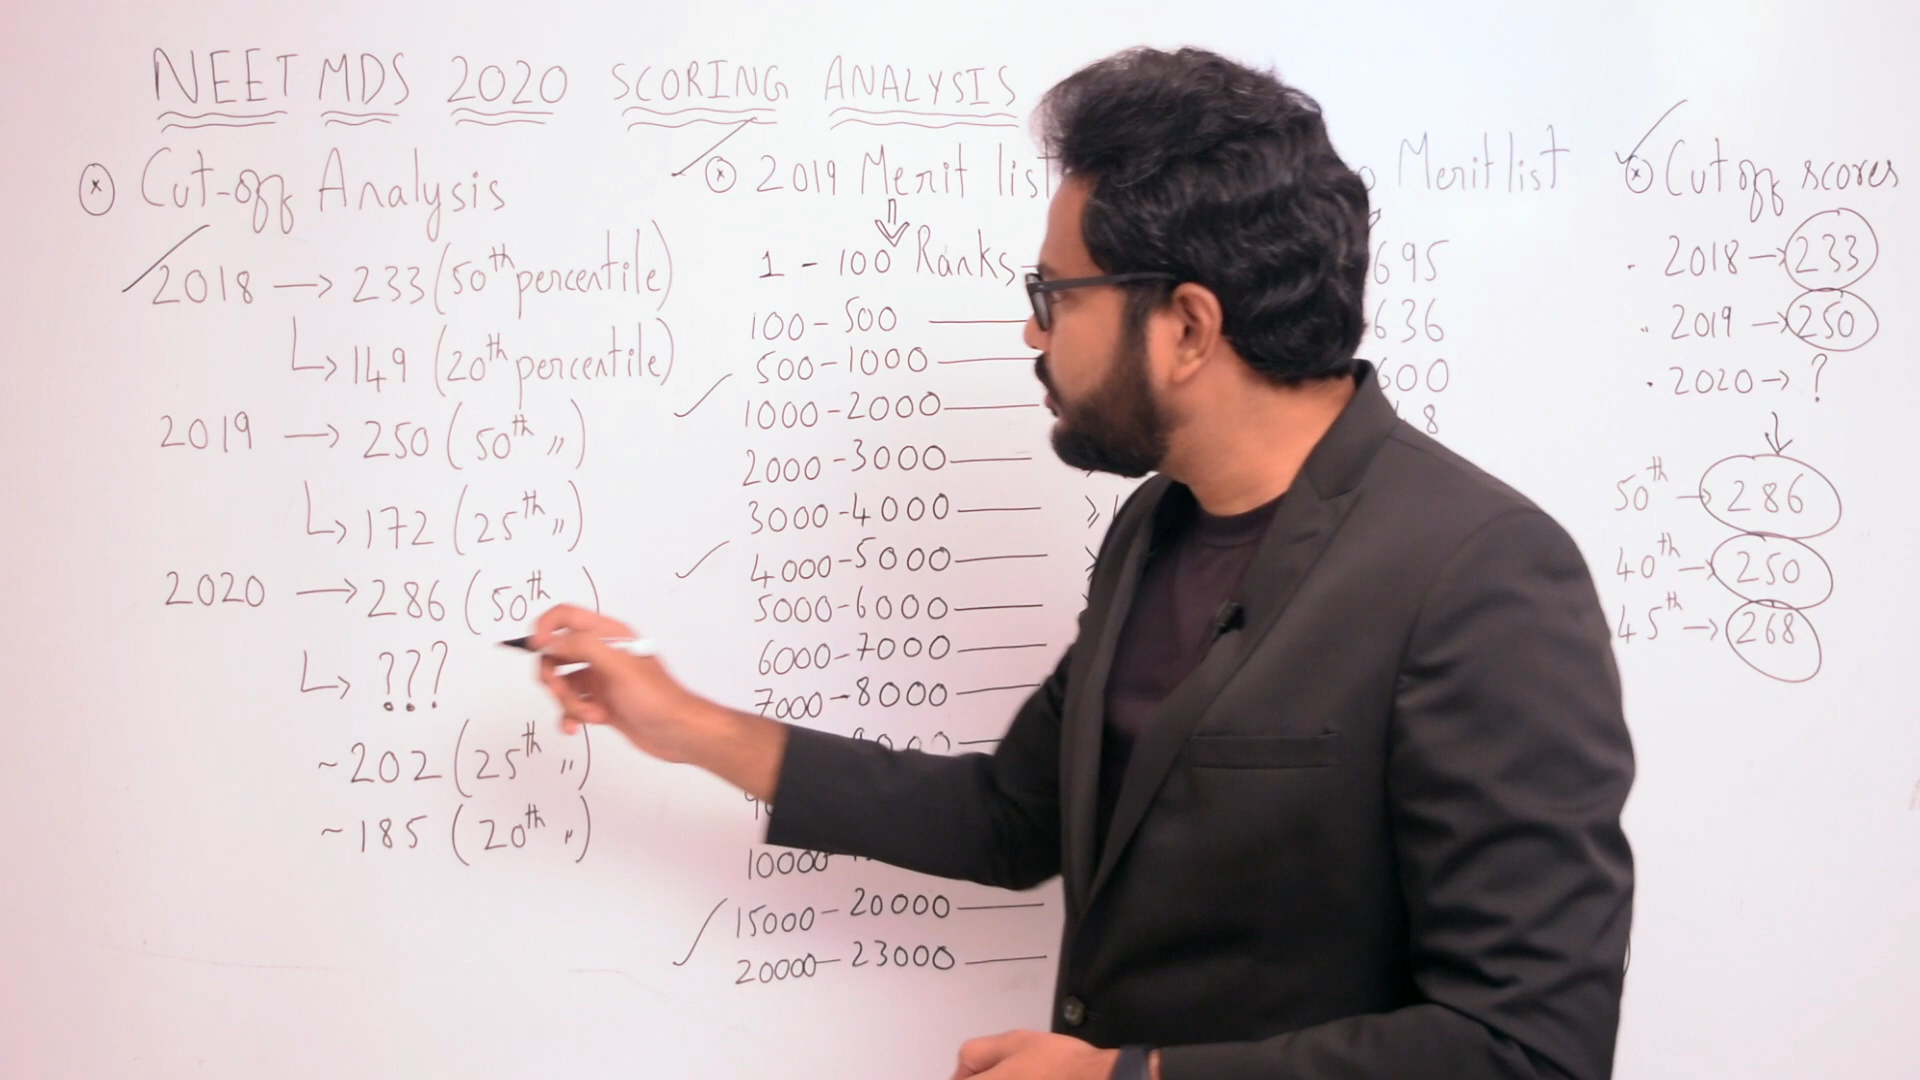 NEET MDS 2020 SCORING ANALYSIS
Cut-off Analysis
2018 → 233 (50th percentile)
↳ 149 (20th percentile)
2019 → 250 (50th 〃)
↳ 172 (25th 〃)
2020 → 286 (50th )
↳ ???
~202 (25th 〃)
~185 (20th 〃)
2019 Merit list
1 - 100 Ranks
100 - 500
500 - 1000
1000 - 2000
2000 - 3000
3000 - 4000
4000 - 5000
5000 - 6000
6000 - 7000
7000 - 8000
10000
15000 - 20000
20000 - 23000
Merit list
695
636
600
8
Cut off scores
· 2018 → 233
· 2019 → 250
· 2020 → ?
50th → 286
40th → 250
45th → 268